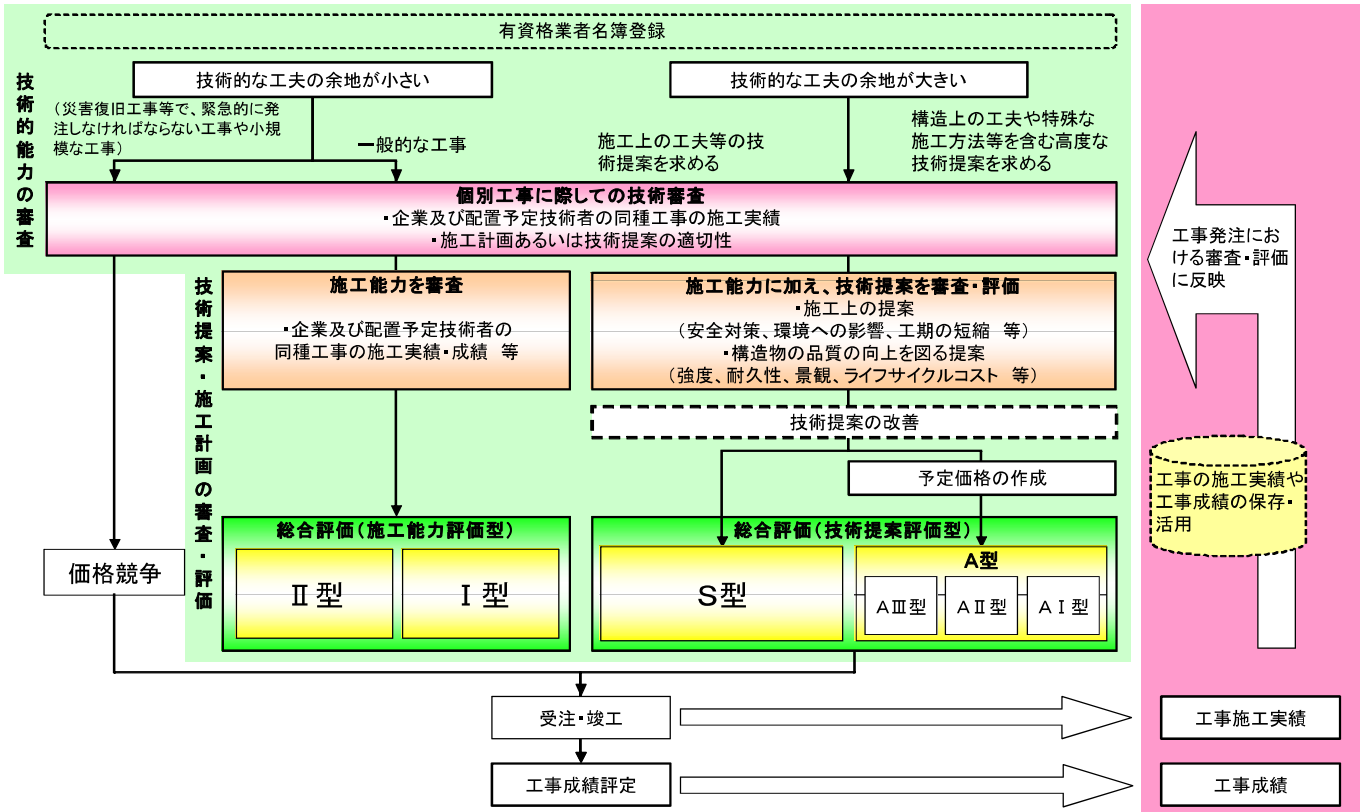 有資格業者名簿登録
技術的能力の審査
技術的な工夫の余地が小さい
技術的な工夫の余地が大きい
（災害復旧工事等で、緊急的に発
注しなければならない工事や小規
模な工事）
一般的な工事
施工上の工夫等の技
術提案を求める
構造上の工夫や特殊な
施工方法等を含む高度な
技術提案を求める
個別工事に際しての技術審査
・企業及び配置予定技術者の同種工事の施工実績
・施工計画あるいは技術提案の適切性
工事発注にお
ける審査・評価
に反映
技術提案・施工計画の審査・評価
施工能力を審査
・企業及び配置予定技術者の
同種工事の施工実績・成績 等
施工能力に加え、技術提案を審査・評価
・施工上の提案
（安全対策、環境への影響、工期の短縮 等）
・構造物の品質の向上を図る提案
（強度、耐久性、景観、ライフサイクルコスト 等）
技術提案の改善
予定価格の作成
工事の施工実績や
工事成績の保存・
活用
価格競争
総合評価（施工能力評価型）
Ⅱ型
Ⅰ型
総合評価（技術提案評価型）
S型
A型
AⅢ型
AⅡ型
AⅠ型
受注・竣工
工事施工実績
工事成績評定
工事成績